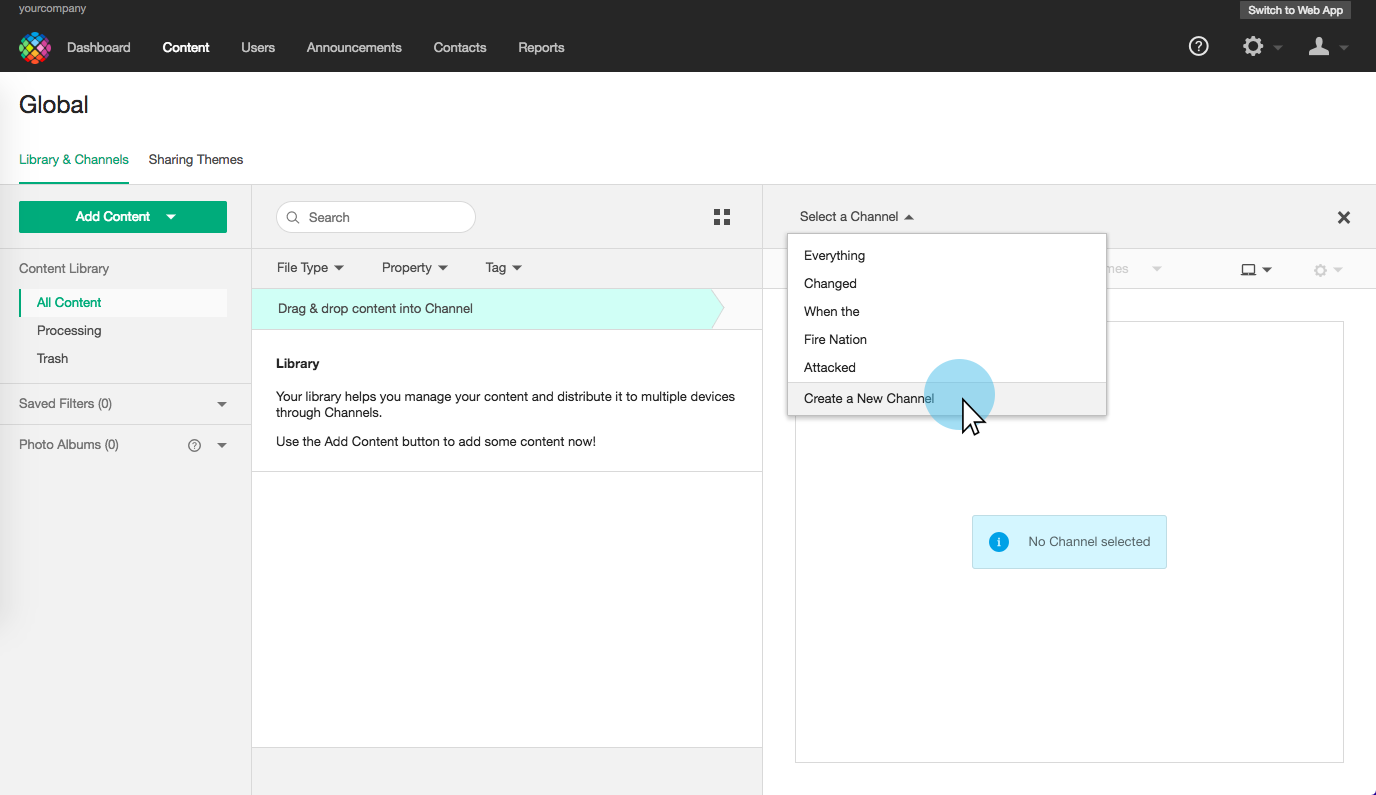 yourcompany
Switch to Web App
Dashboard Content Users Announcements Contacts Reports
Global
Library & Channels Sharing Themes
Add Content
Search
Select a Channel
Content Library
All Content
Processing
Trash
Saved Filters (0)
Photo Albums (0)
File Type Property Tag
Drag & drop content into Channel
Library
Your library helps you manage your content and distribute it to multiple devices
through Channels.
Use the Add Content button to add some content now!
Everything
Changed
When the
Fire Nation
Attacked
Create a New Channel
No Channel selected